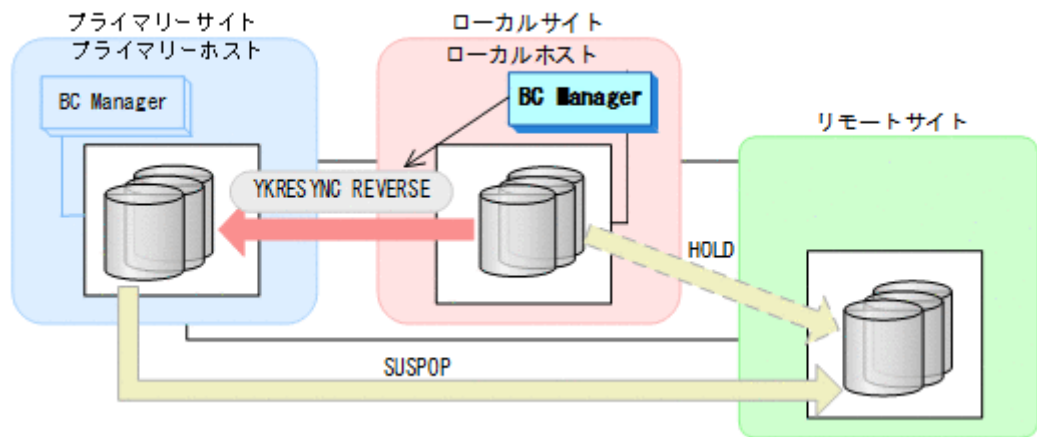 プライマリーサイト
プライマリーホスト
BC Manager
ローカルサイト
ローカルホスト
BC Manager
リモートサイト
YKRESYNC REVERSE
HOLD
SUSPOP